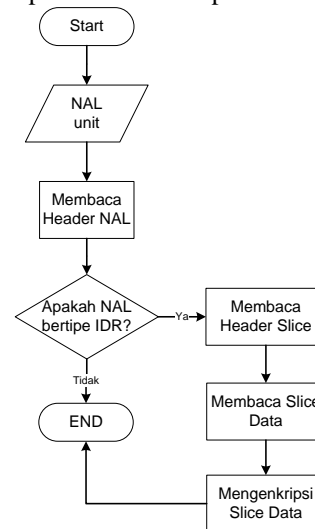 Start
NAL
unit
Membaca
Header NAL
Apakah NAL
bertipe IDR?
Ya
Membaca
Header Slice
Tidak
Membaca Slice
Data
END
Mengenkripsi
Slice Data